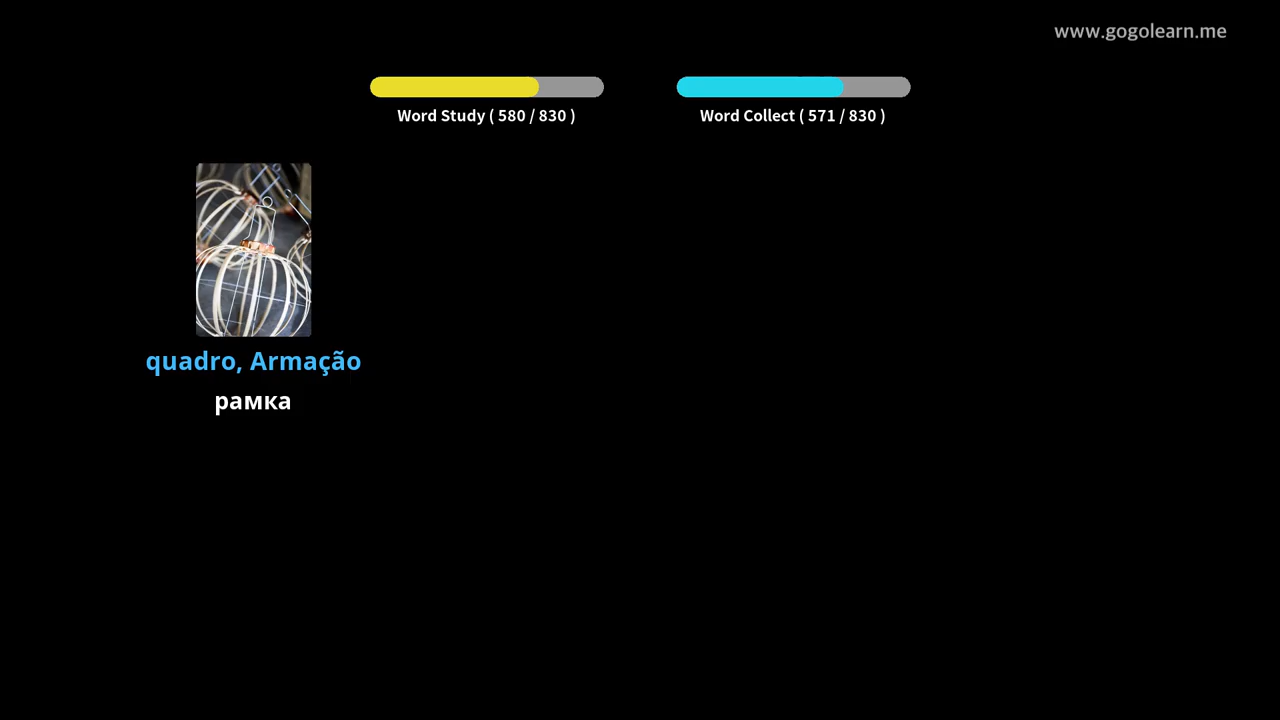 www.gogolearn.me
Word Study ( 580 / 830 )
Word Collect ( 571 / 830 )
quadro, Armação
рамка